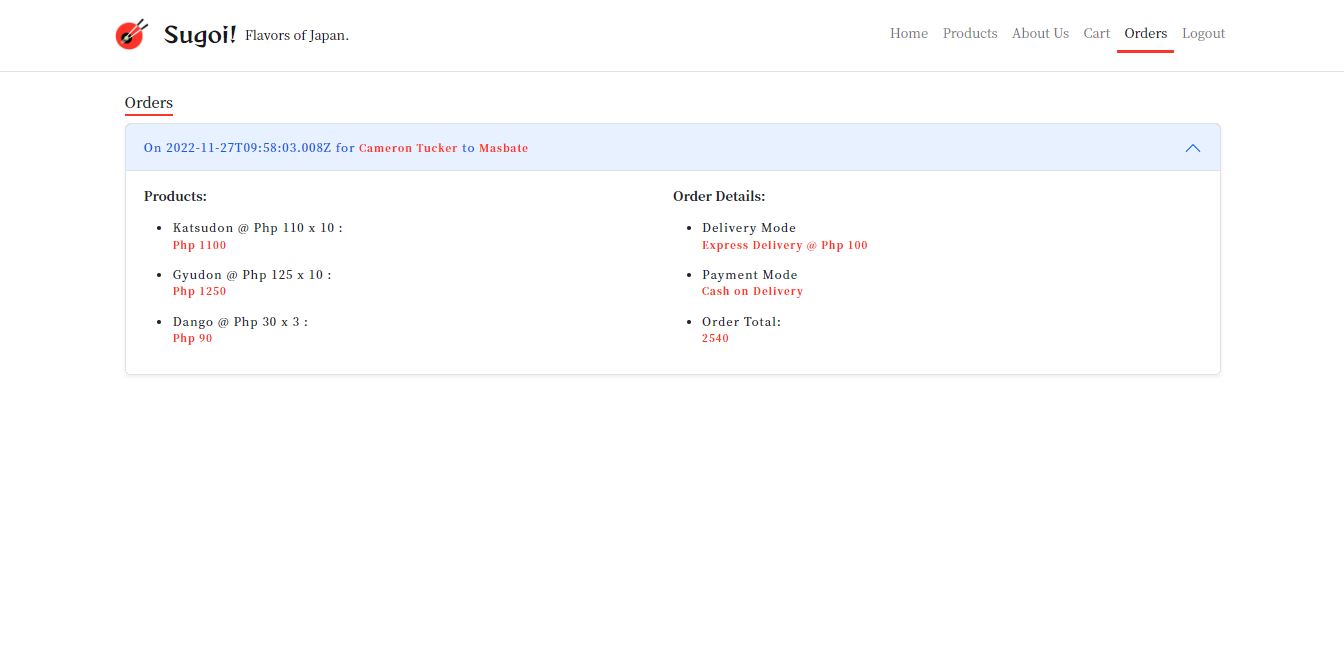 Sugoi! Flavors of Japan.
Home Products About Us Cart Orders Logout
Orders
On 2022-11-27T09:58:03.008Z for Cameron Tucker to Masbate
Products:
Katsudon @ Php 110 x 10 :
Php 1100
Gyudon @ Php 125 x 10 :
Php 1250
Dango @ Php 30 x 3 :
Php 90
Order Details:
Delivery Mode
Express Delivery @ Php 100
Payment Mode
Cash on Delivery
Order Total:
2540